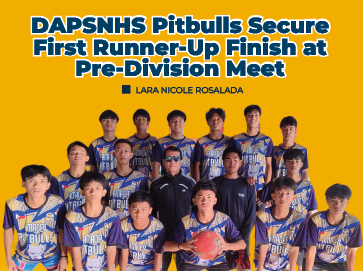 DAPSNHS Pitbulls Secure
First Runner-Up Finish at
Pre-Division Meet
LARA NICOLE ROSALADA